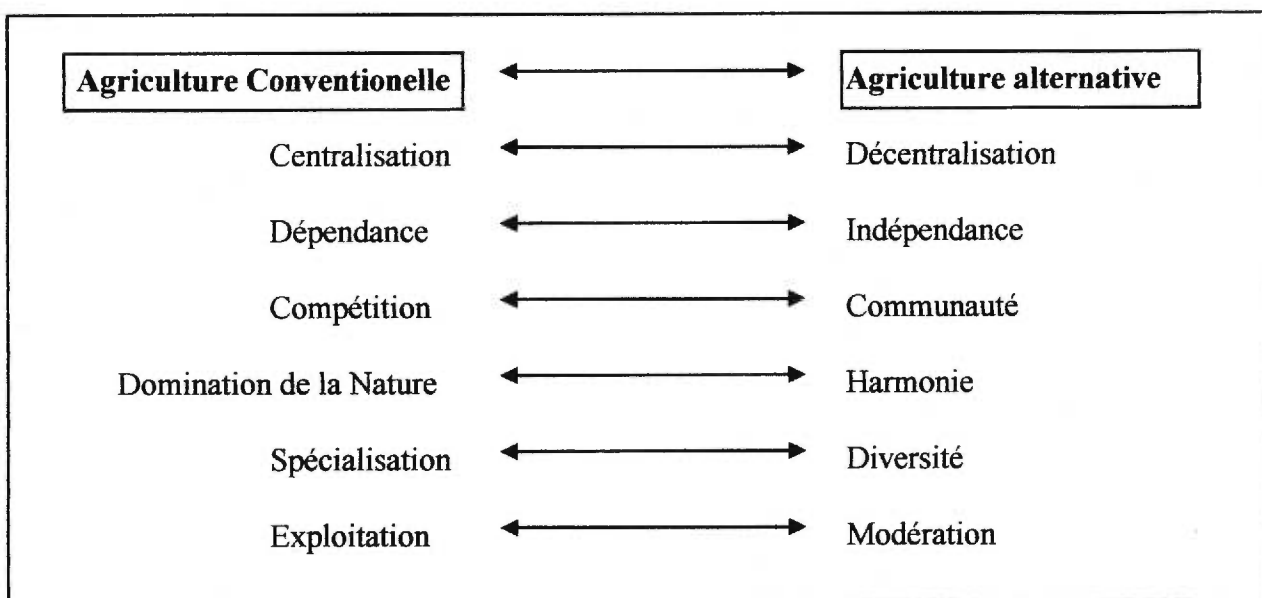 Agriculture Conventionelle Agriculture alternative
Centralisation Décentralisation
Dépendance Indépendance
Compétition Communauté
Domination de la Nature Harmonie
Spécialisation Diversité
Exploitation Modération